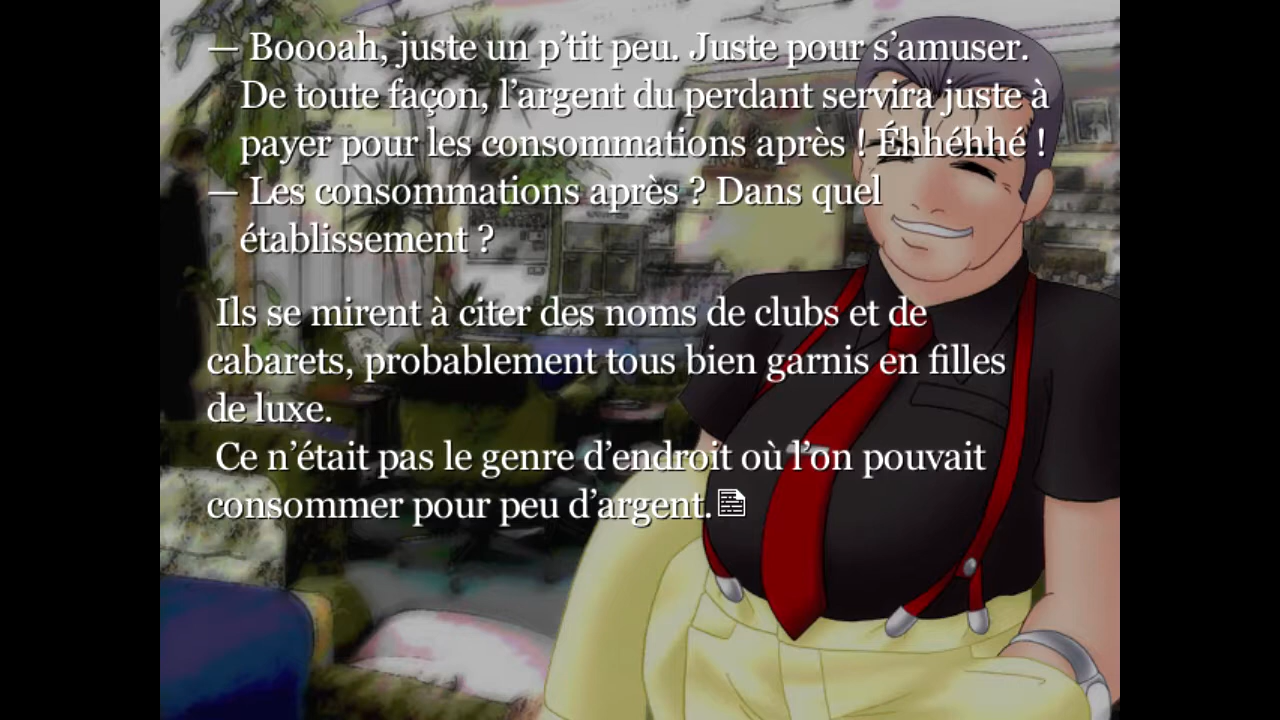 — Boooah, juste un p’tit peu. Juste pour s’amuser.
De toute façon, l’argent du perdant servira juste à
payer pour les consommations après ! Éhhéhhé !
— Les consommations après ? Dans quel
établissement ?
Ils se mirent à citer des noms de clubs et de
cabarets, probablement tous bien garnis en filles
de luxe.
Ce n’était pas le genre d’endroit où l’on pouvait
consommer pour peu d’argent.